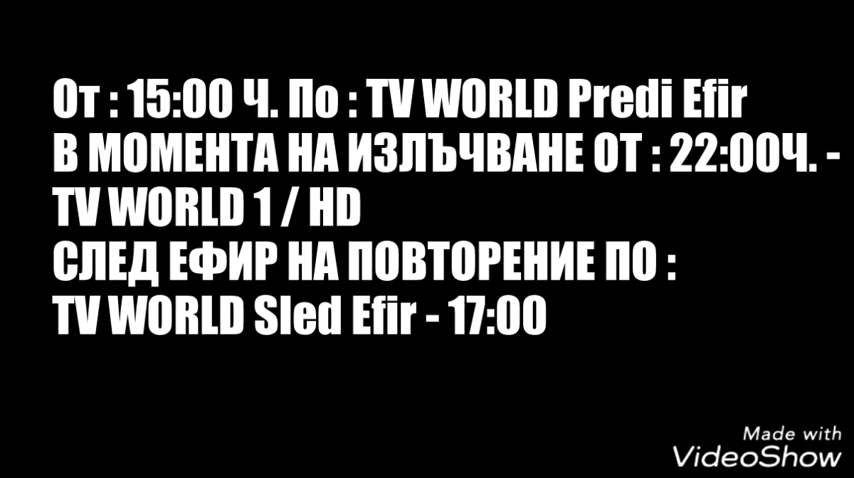 От : 15:00 Ч. По : TV WORLD Predi Efir
В МОМЕНТА НА ИЗЛЪЧВАНЕ ОТ : 22:00Ч. -
TV WORLD 1 / HD
СЛЕД ЕФИР НА ПОВТОРЕНИЕ ПО :
TV WORLD Sled Efir - 17:00
Made with
VideoShow